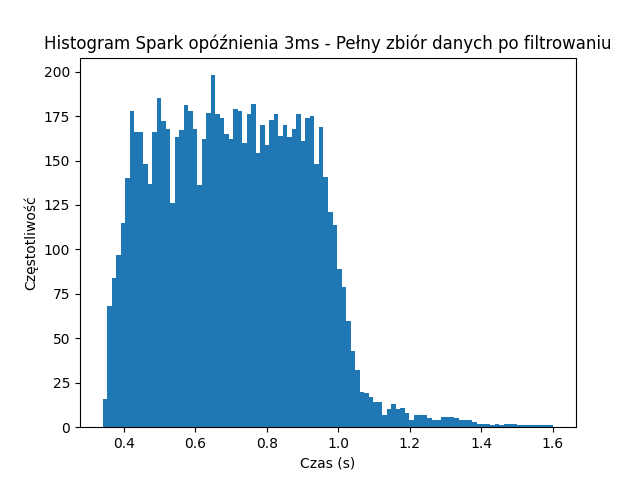 Histogram Spark opóźnienia 3ms - Pełny zbiór danych po filtrowaniu
200
175
150
125
100
75
50
25
0
Częstotliwość
0.4 0.6 0.8 1.0 1.2 1.4 1.6
Czas (s)